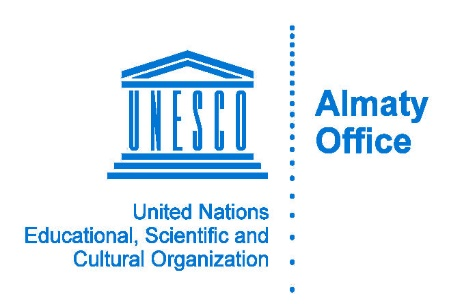 UNESCO
United Nations
Educational, Scientific and
Cultural Organization
Almaty
Office